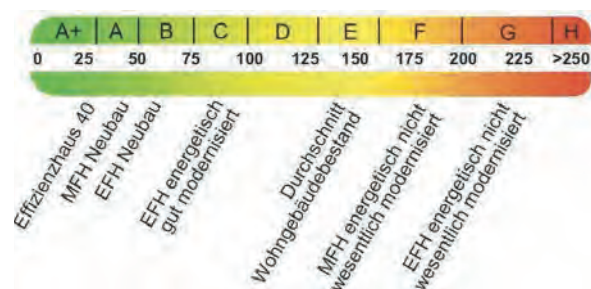 A+ A B C D E F G H
0 25 50 75 100 125 150 175 200 225 >250
Effizienzhaus 40
MFH Neubau
EFH Neubau
EFH energetisch
gut modernisiert
Durchschnitt
Wohngebäudebestand
MFH energetisch nicht
wesentlich modernisiert
EFH energetisch nicht
wesentlich modernisiert